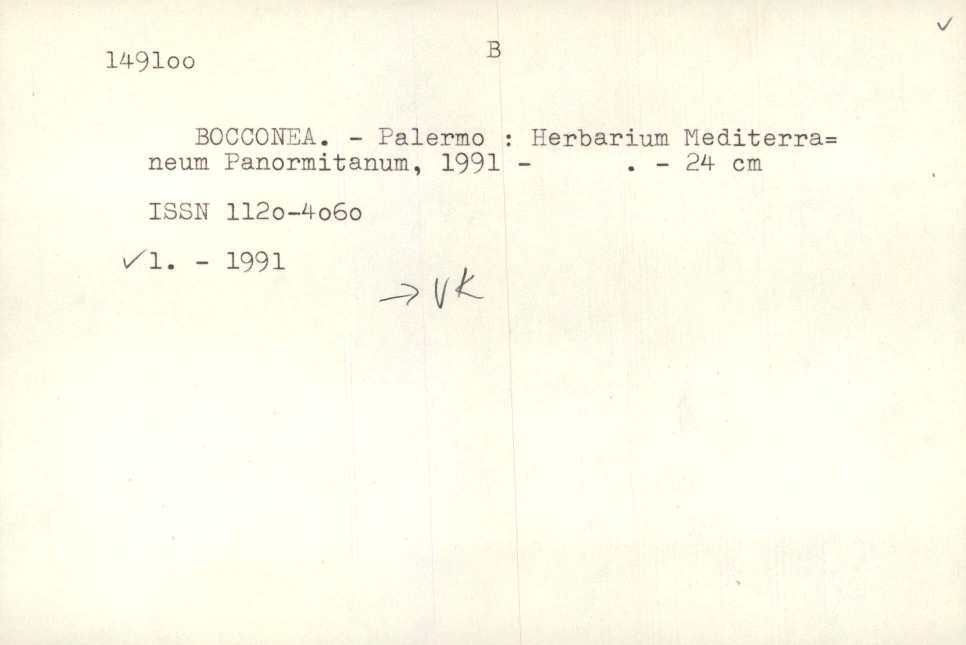 149loo B
BOCCONEA. - Palermo : Herbarium Mediterra=
neum Panormitanum, 1991 - . - 24 cm
ISSN 112o-4o6o
✓1. - 1991
→ VK